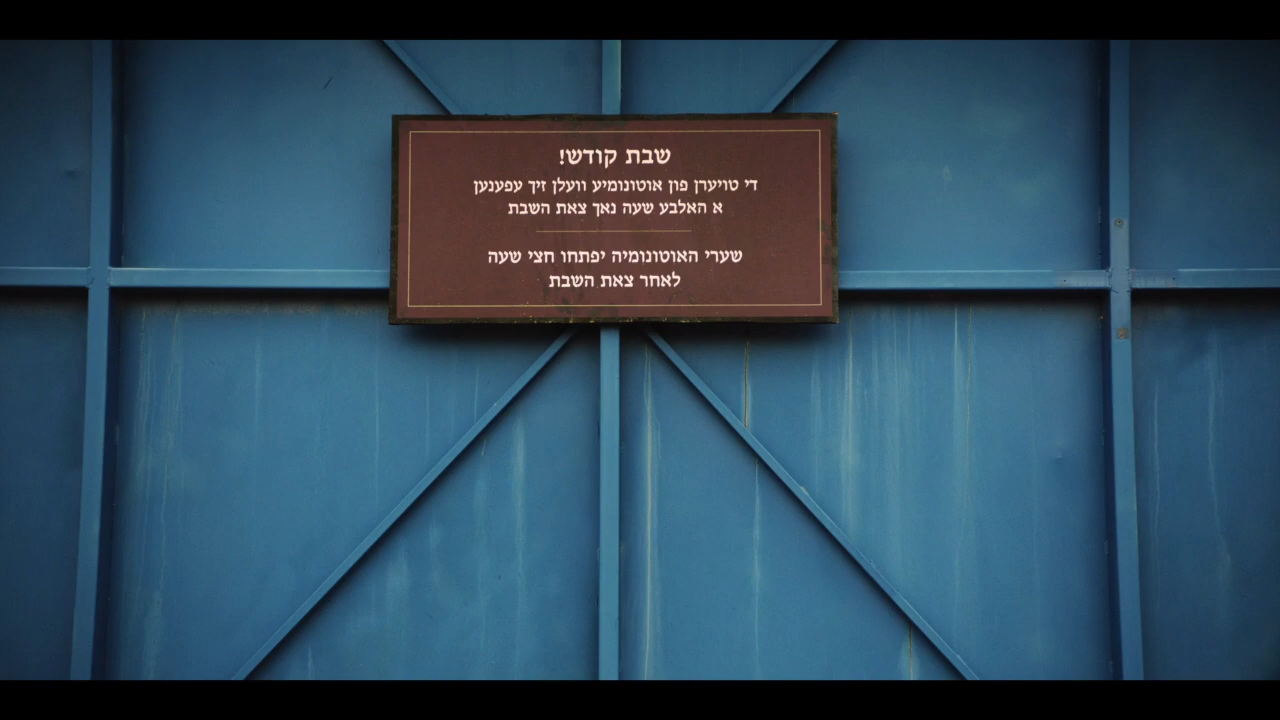 שבת קודש!
די טויערן פון אוטונומיע וועלן זיך עפענען
א האלבע שעה נאך צאת השבת
שערי האוטונומיה יפתחו חצי שעה
לאחר צאת השבת